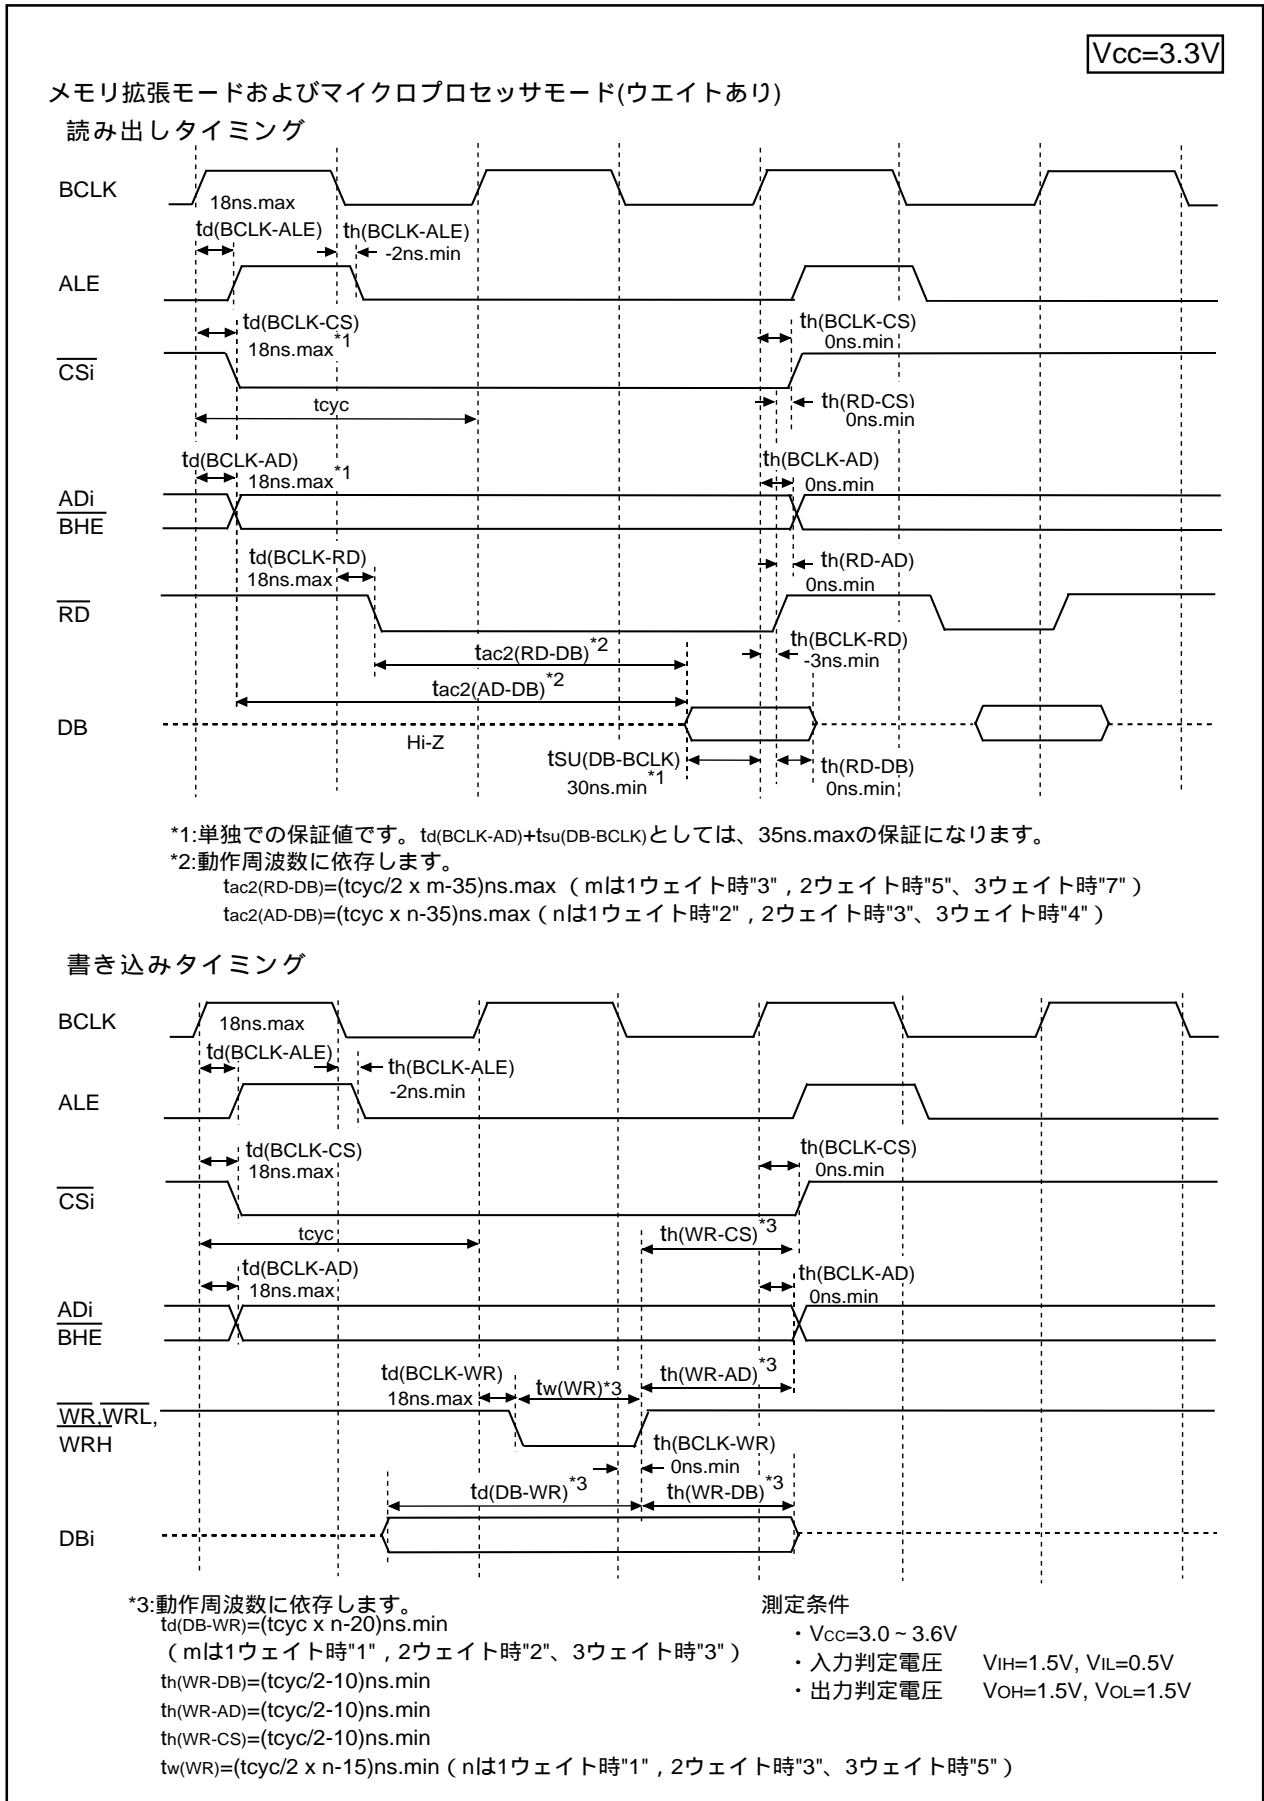 Vcc=3.3V
メモリ拡張モードおよびマイクロプロセッサモード(ウエイトあり)
読み出しタイミング
BCLK
18ns.max
td(BCLK-ALE)
th(BCLK-ALE)
-2ns.min
ALE
td(BCLK-CS)
18ns.max*1
th(BCLK-CS)
0ns.min
CSi
tcyc
th(RD-CS)
0ns.min
td(BCLK-AD)
18ns.max*1
th(BCLK-AD)
0ns.min
ADi
BHE
td(BCLK-RD)
18ns.max
th(RD-AD)
0ns.min
RD
th(BCLK-RD)
-3ns.min
tac2(RD-DB)*2
tac2(AD-DB)*2
DB
Hi-Z
tSU(DB-BCLK)
30ns.min*1
th(RD-DB)
0ns.min
*1:単独での保証値です。td(BCLK-AD)+tsu(DB-BCLK)としては、35ns.maxの保証になります。
*2:動作周波数に依存します。
tac2(RD-DB)=(tcyc/2 x m-35)ns.max（mは1ウェイト時"3"，2ウェイト時"5"、3ウェイト時"7"）
tac2(AD-DB)=(tcyc x n-35)ns.max（nは1ウェイト時"2"，2ウェイト時"3"、3ウェイト時"4"）
書き込みタイミング
BCLK
18ns.max
td(BCLK-ALE)
th(BCLK-ALE)
-2ns.min
ALE
td(BCLK-CS)
18ns.max
th(BCLK-CS)
0ns.min
CSi
tcyc
th(WR-CS)*3
td(BCLK-AD)
18ns.max
th(BCLK-AD)
0ns.min
ADi
BHE
td(BCLK-WR)
18ns.max
tw(WR)*3
th(WR-AD)*3
WR,WRL,
WRH
th(BCLK-WR)
0ns.min
td(DB-WR)*3
th(WR-DB)*3
DBi
*3:動作周波数に依存します。
td(DB-WR)=(tcyc x n-20)ns.min
（mは1ウェイト時"1"，2ウェイト時"2"、3ウェイト時"3"）
th(WR-DB)=(tcyc/2-10)ns.min
th(WR-AD)=(tcyc/2-10)ns.min
th(WR-CS)=(tcyc/2-10)ns.min
tw(WR)=(tcyc/2 x n-15)ns.min（nは1ウェイト時"1"，2ウェイト時"3"、3ウェイト時"5"）
測定条件
・VCC=3.0～3.6V
・入力判定電圧 VIH=1.5V, VIL=0.5V
・出力判定電圧 VOH=1.5V, VOL=1.5V